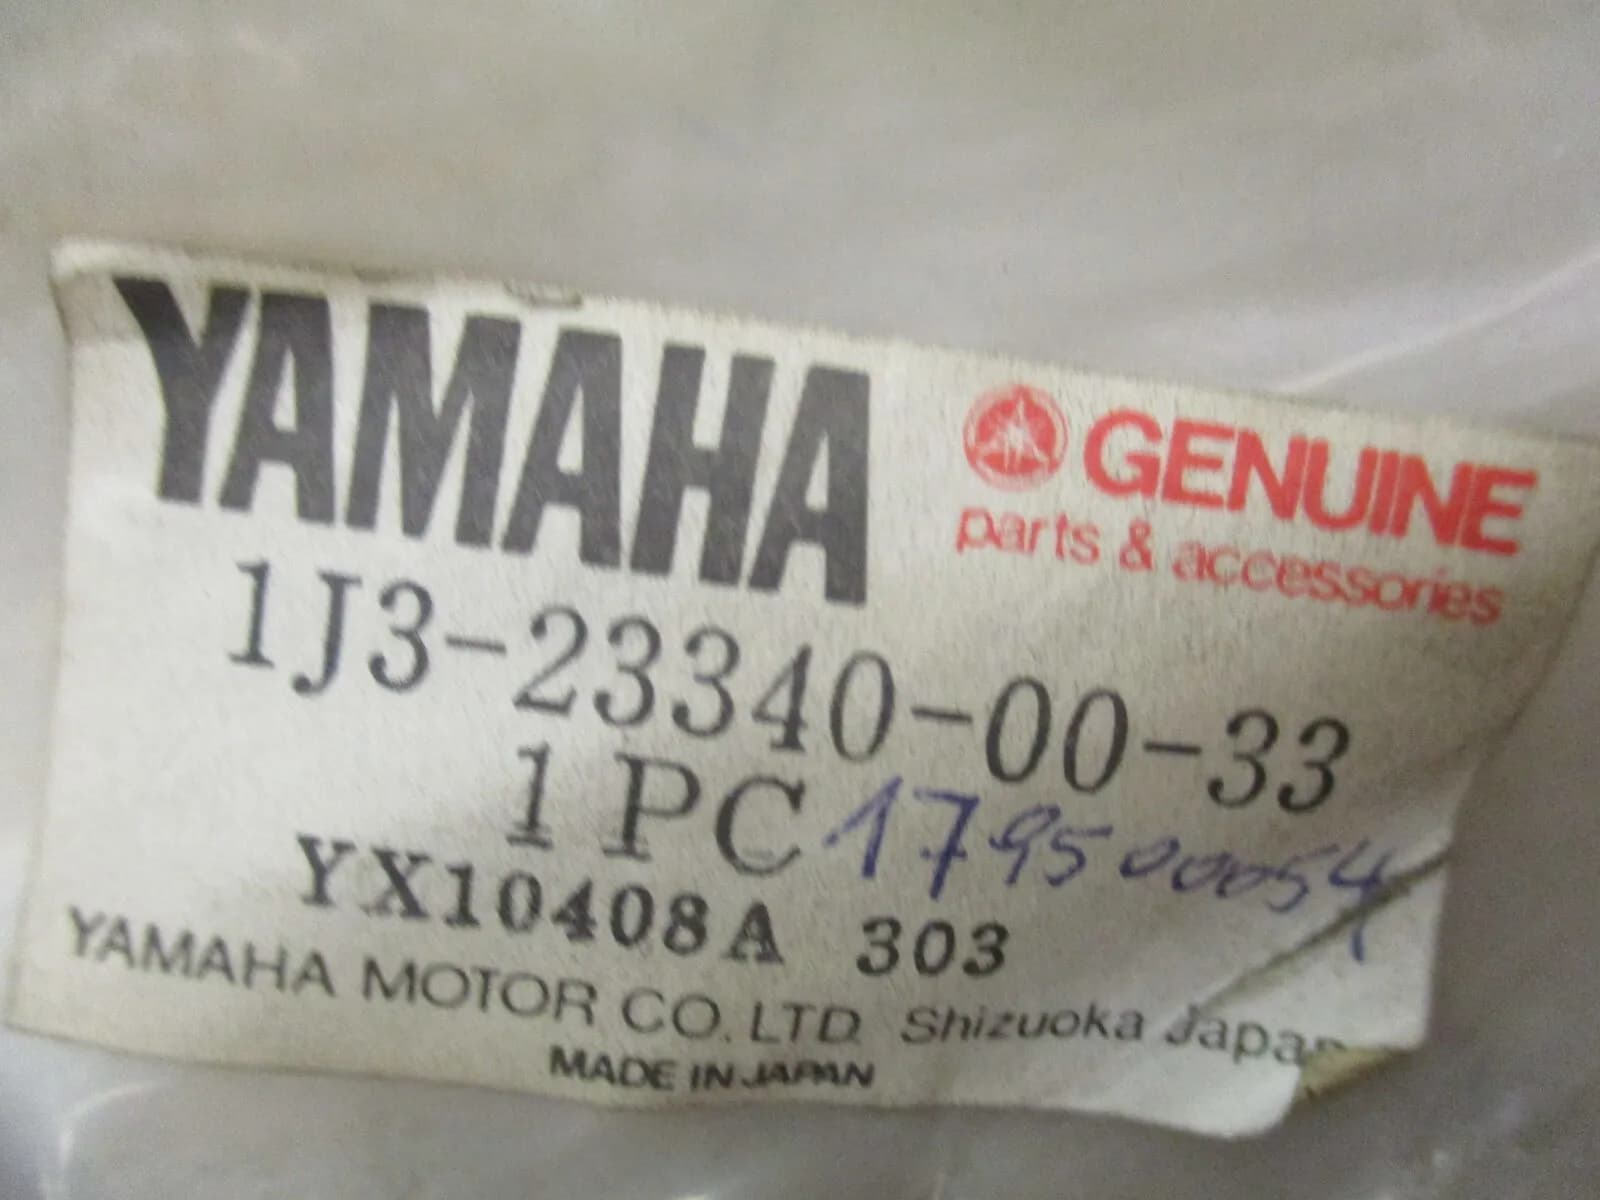 YAMAHA
GENUINE
parts & accessories
1J3-23340-00-33
1 PC 179500054
YX10408A 303
YAMAHA MOTOR CO. LTD. Shizuoka Japan
MADE IN JAPAN